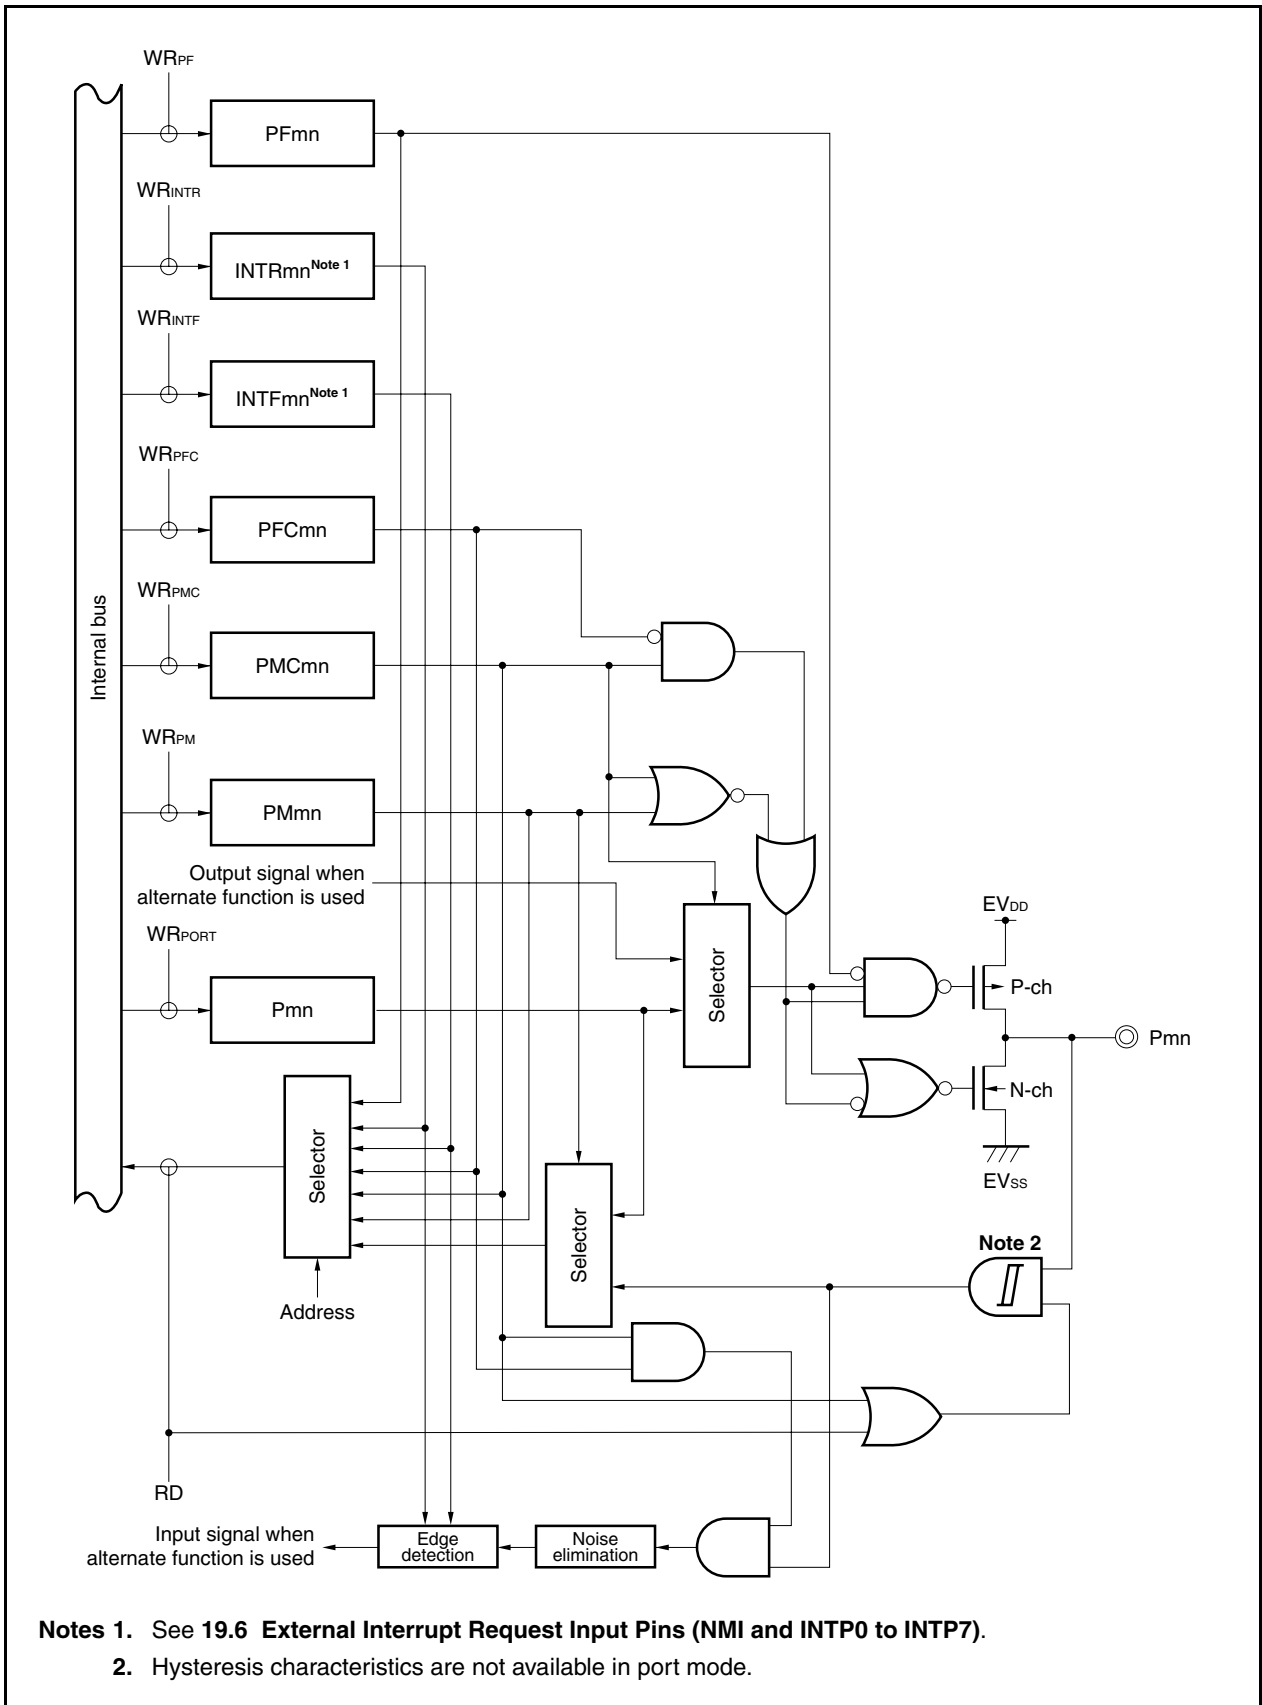 WRPF
PFmn
WRINTR
INTRmnNote 1
WRINTF
INTFmnNote 1
WRPFC
PFCmn
WRPMC
PMCmn
Internal bus
WRPM
PMmn
Output signal when
alternate function is used
WRPORT
Pmn
Selector
EVDD
P-ch
Pmn
N-ch
EVSS
Selector
Selector
Note 2
Address
RD
Input signal when
alternate function is used
Edge
detection
Noise
elimination
Notes 1. See 19.6 External Interrupt Request Input Pins (NMI and INTP0 to INTP7).
2. Hysteresis characteristics are not available in port mode.